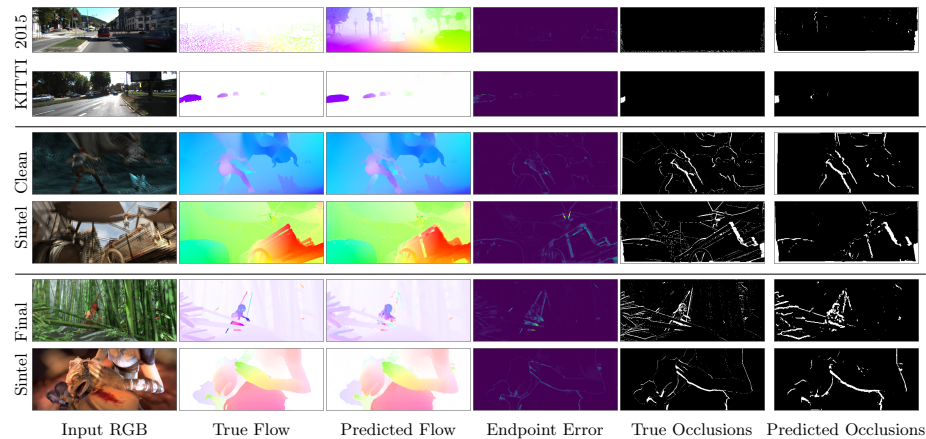 KITTI 2015
Sintel Clean
Sintel Final
Input RGB True Flow Predicted Flow Endpoint Error True Occlusions Predicted Occlusions